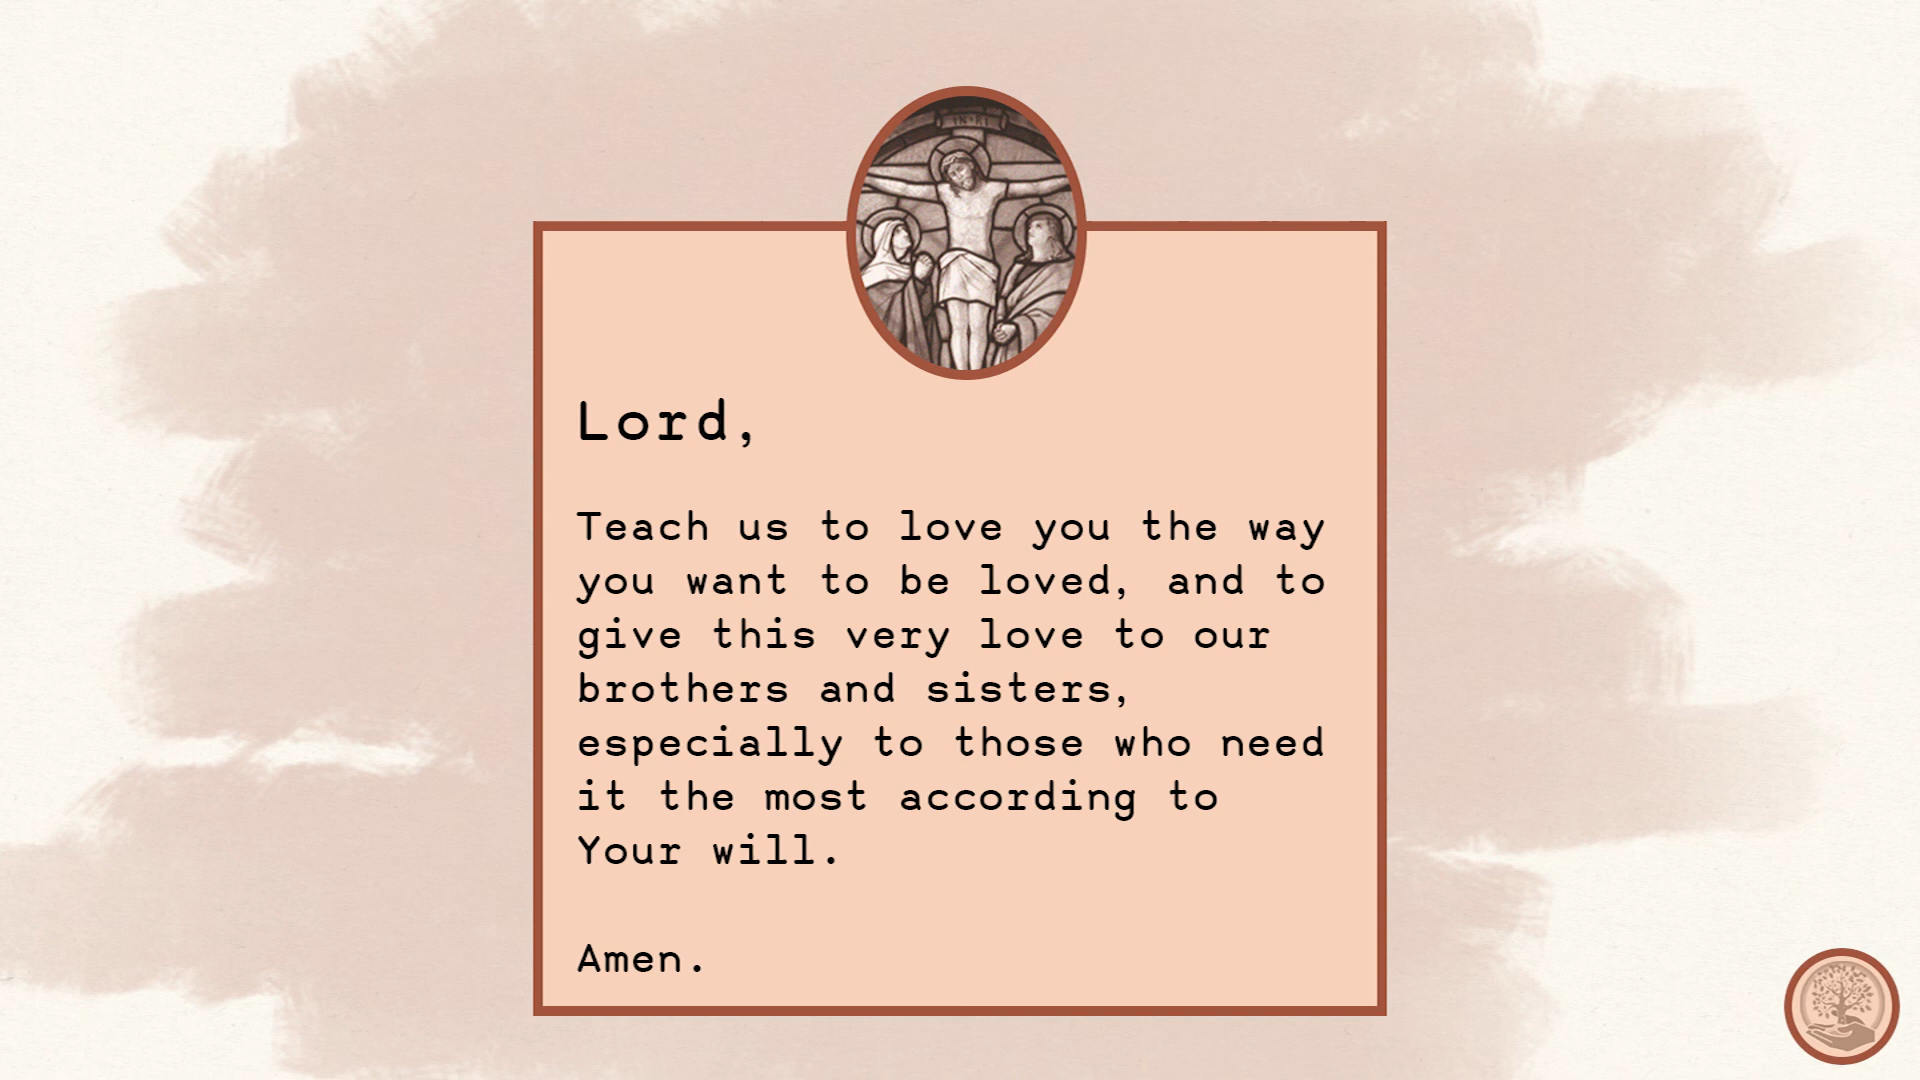 INRI
Lord,
Teach us to love you the way
you want to be loved, and to
give this very love to our
brothers and sisters,
especially to those who need
it the most according to
Your will.
Amen.